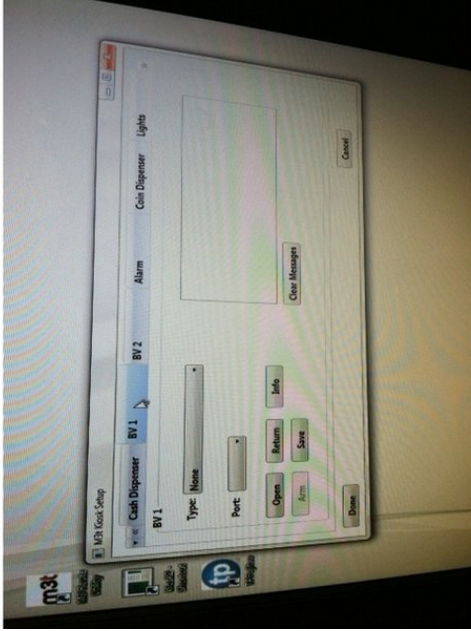 M3t Kiosk Setup
Cash Dispenser BV 1 BV 2 Alarm Coin Dispenser Lights
BV 1
Type: None
Port:
Open Return Info
Arm Save
Clear Messages
Done Cancel
m3t
tp